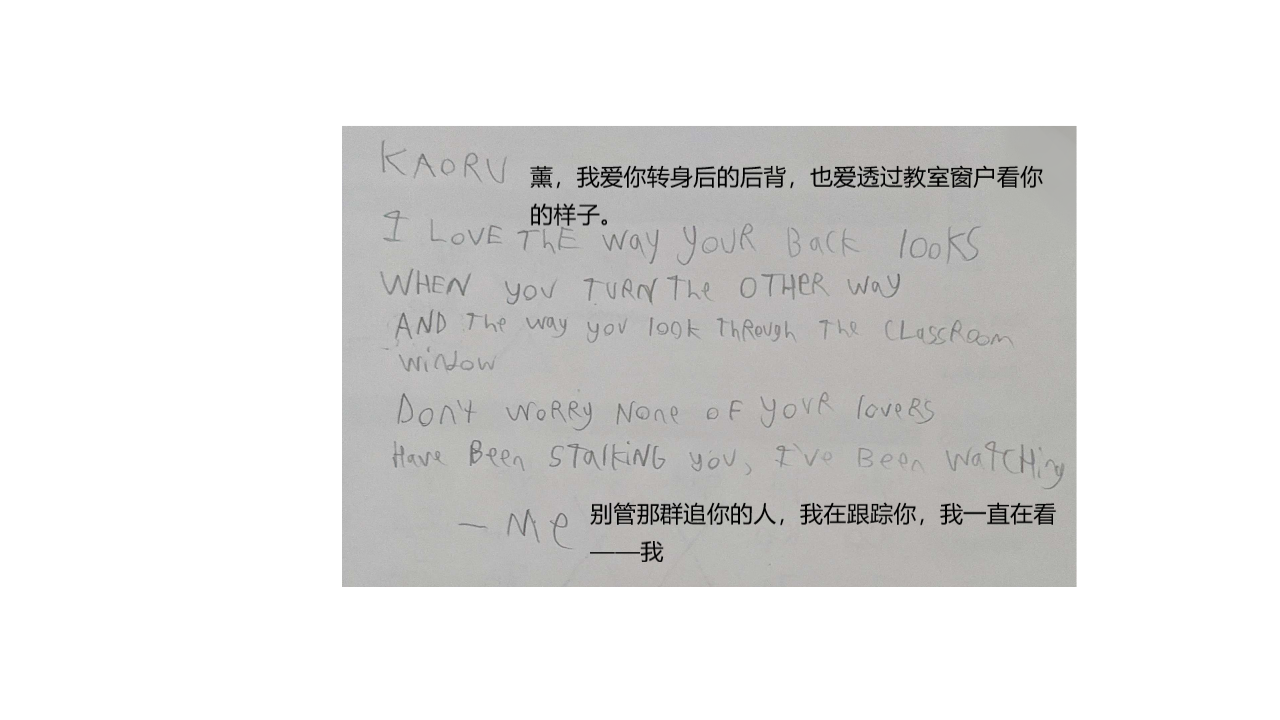 KAORU
薰，我爱你转身后的后背，也爱透过教室窗户看你
的样子。
I LOVE ThE way yOUR Back looKS
WHEN you TURN The OTHER way
AND The way you look ThRough The CLassRoom
WiNdow
DoN't WoRRy NoNe oF yoUR loveRS
Have Been STalKiNG you, I've Been WaTCHing
别管那群追你的人，我在跟踪你，我一直在看
— Me
——我